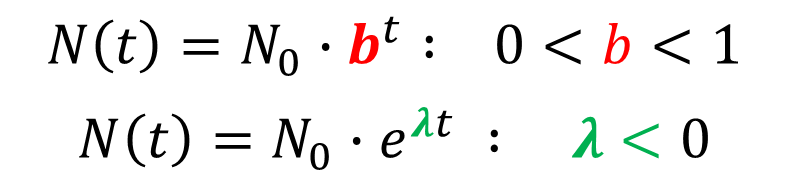 N(t) = N₀ · bᵗ : 0 < b < 1
N(t) = N₀ · e^{λt} : λ < 0